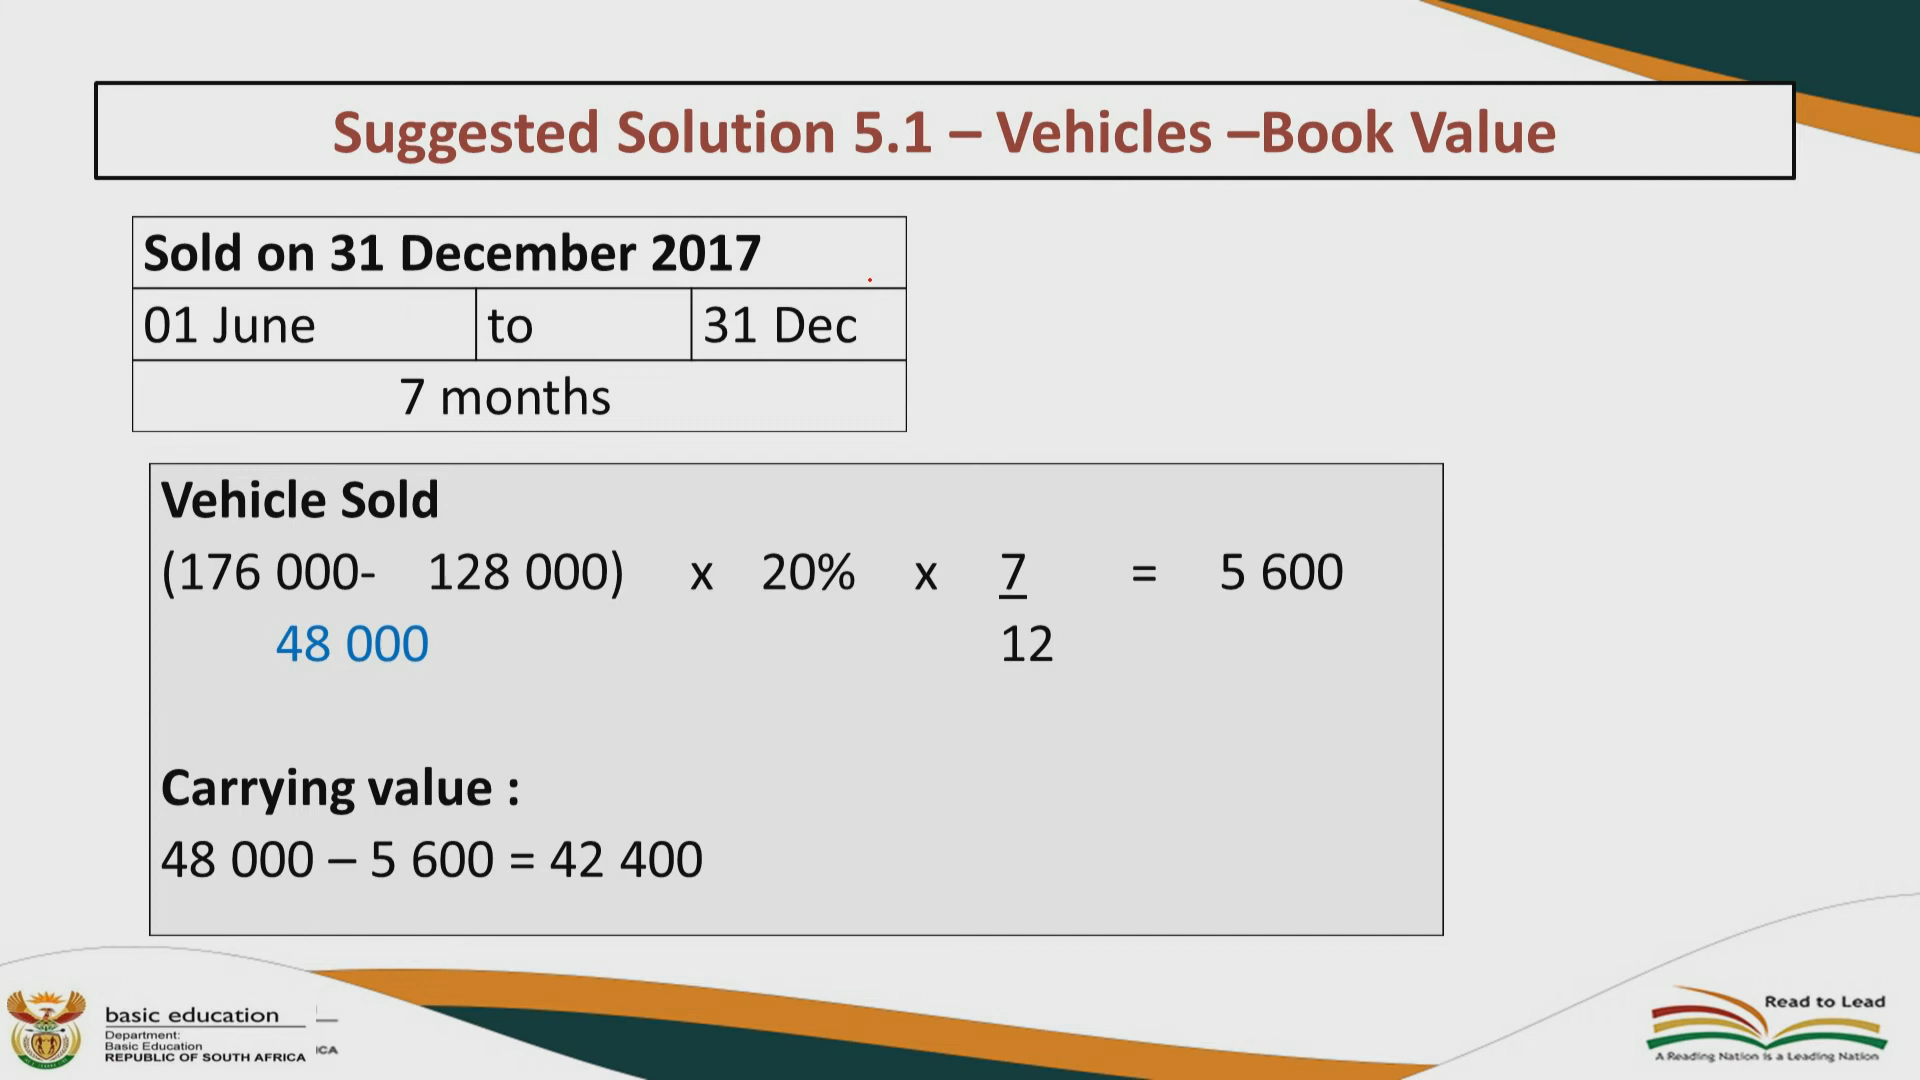 Suggested Solution 5.1 – Vehicles –Book Value
Sold on 31 December 2017
01 June to 31 Dec
7 months
Vehicle Sold
(176 000- 128 000) x 20% x 7 = 5 600
48 000 12
Carrying value :
48 000 – 5 600 = 42 400
basic education
Department:
Basic Education
REPUBLIC OF SOUTH AFRICA
ICA
Read to Lead
A Reading Nation is a Leading Nation